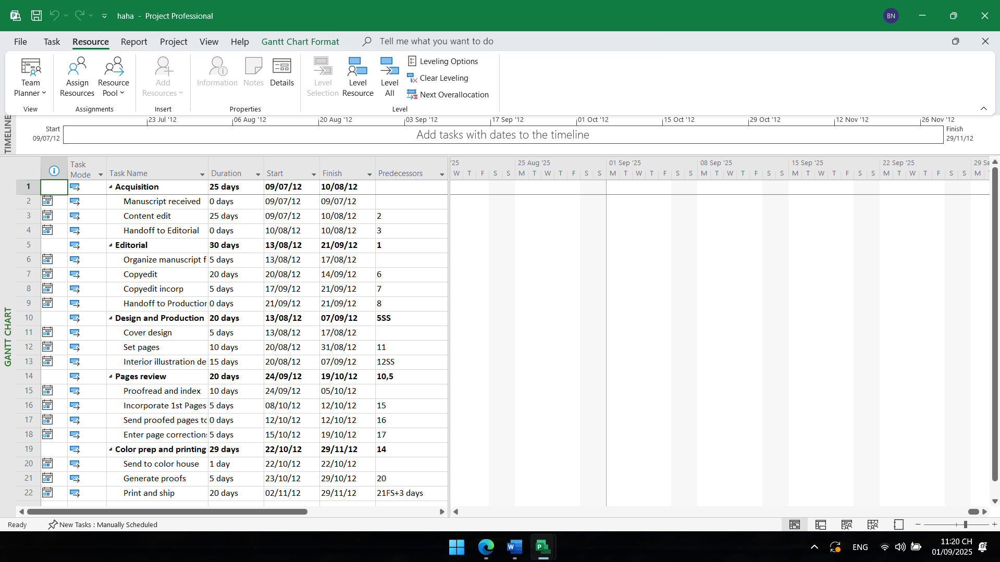 haha - Project Professional
BN
File Task Resource Report Project View Help Gantt Chart Format Tell me what you want to do
Team Planner
Assign Resources
Resource Pool
Add Resources
Information
Notes
Details
Level Selection
Level Resource
Level All
Leveling Options
Clear Leveling
Next Overallocation
View Assignments Insert Properties Level
TIMELINE
23 Jul '12 06 Aug '12 20 Aug '12 03 Sep '12 17 Sep '12 01 Oct '12 15 Oct '12 29 Oct '12 12 Nov '12 26 Nov '12
Start
09/07/12
Add tasks with dates to the timeline
Finish
29/11/12
GANTT CHART
Task Mode Task Name Duration Start Finish Predecessors
'25 25 Aug '25 01 Sep '25 08 Sep '25 15 Sep '25 22 Sep '25
W T F S S M T W T F S S M T W T F S S M T W T F S S M T W T F S S M T W T F S S M
1 Acquisition 25 days 09/07/12 10/08/12
2 Manuscript received 0 days 09/07/12 09/07/12
3 Content edit 25 days 09/07/12 10/08/12 2
4 Handoff to Editorial 0 days 10/08/12 10/08/12 3
5 Editorial 30 days 13/08/12 21/09/12 1
6 Organize manuscript f 5 days 13/08/12 17/08/12
7 Copyedit 20 days 20/08/12 14/09/12 6
8 Copyedit incorp 5 days 17/09/12 21/09/12 7
9 Handoff to Production 0 days 21/09/12 21/09/12 8
10 Design and Production 20 days 13/08/12 07/09/12 5SS
11 Cover design 5 days 13/08/12 17/08/12
12 Set pages 10 days 20/08/12 31/08/12 11
13 Interior illustration de 15 days 20/08/12 07/09/12 12SS
14 Pages review 20 days 24/09/12 19/10/12 10,5
15 Proofread and index 10 days 24/09/12 05/10/12
16 Incorporate 1st Pages 5 days 08/10/12 12/10/12 15
17 Send proofed pages to 0 days 12/10/12 12/10/12 16
18 Enter page corrections 5 days 15/10/12 19/10/12 17
19 Color prep and printing 29 days 22/10/12 29/11/12 14
20 Send to color house 1 day 22/10/12 22/10/12
21 Generate proofs 5 days 23/10/12 29/10/12 20
22 Print and ship 20 days 02/11/12 29/11/12 21FS+3 days
Ready New Tasks : Manually Scheduled
ENG
11:20 CH
01/09/2025